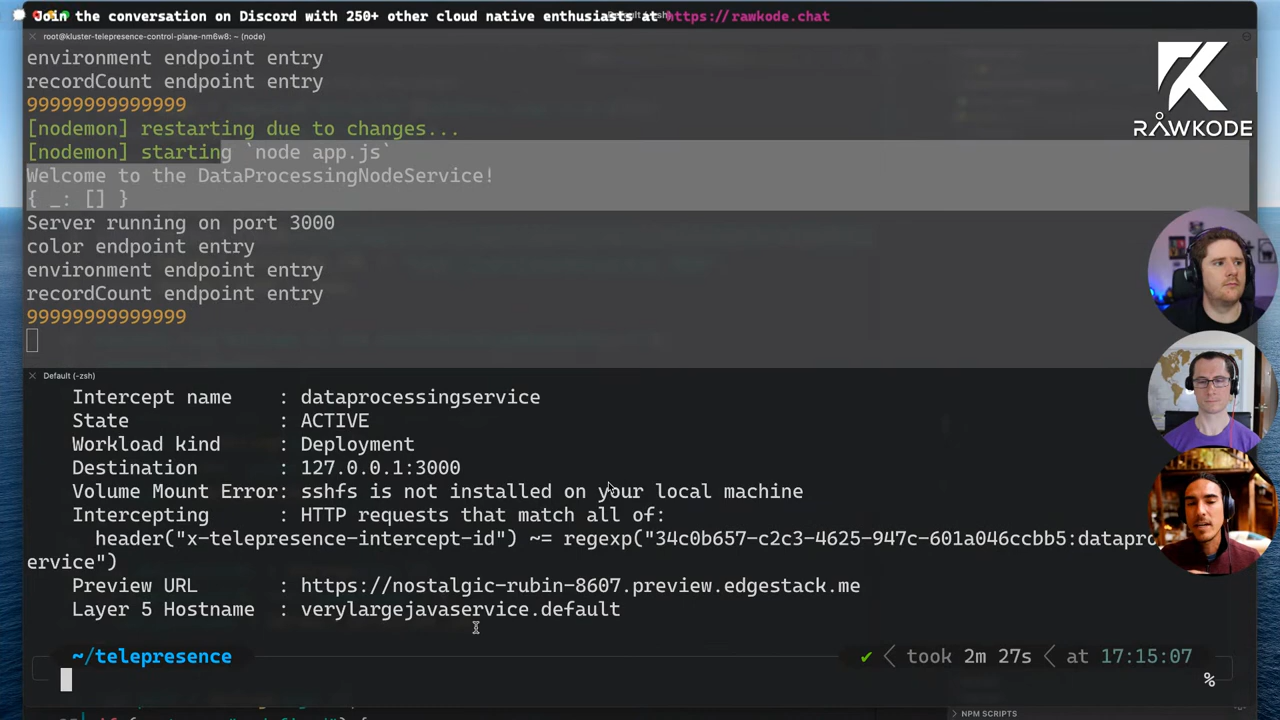 Join the conversation on Discord with 250+ other cloud native enthusiasts at https://rawkode.chat
root@kluster-telepresence-control-plane-nm6w8: ~ (node)
environment endpoint entry
recordCount endpoint entry
99999999999999
[nodemon] restarting due to changes...
[nodemon] starting `node app.js`
Welcome to the DataProcessingNodeService!
{ _: [] }
Server running on port 3000
color endpoint entry
environment endpoint entry
recordCount endpoint entry
99999999999999
RAWKODE
Default (-zsh)
Intercept name : dataprocessingservice
State : ACTIVE
Workload kind : Deployment
Destination : 127.0.0.1:3000
Volume Mount Error: sshfs is not installed on your local machine
Intercepting : HTTP requests that match all of:
header("x-telepresence-intercept-id") ~= regexp("34c0b657-c2c3-4625-947c-601a046ccbb5:datapro
ervice")
Preview URL : https://nostalgic-rubin-8607.preview.edgestack.me
Layer 5 Hostname : verylargejavaservice.default
~/telepresence ✔ took 2m 27s at 17:15:07
%
NPM SCRIPTS